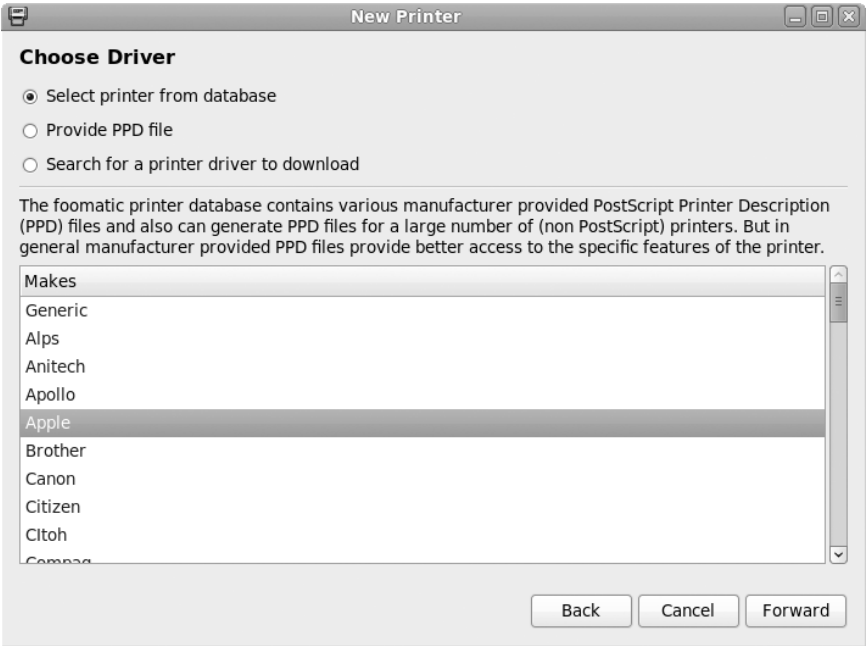 New Printer
Choose Driver
Select printer from database
Provide PPD file
Search for a printer driver to download
The foomatic printer database contains various manufacturer provided PostScript Printer Description
(PPD) files and also can generate PPD files for a large number of (non PostScript) printers. But in
general manufacturer provided PPD files provide better access to the specific features of the printer.
Makes
Generic
Alps
Anitech
Apollo
Apple
Brother
Canon
Citizen
CItoh
Compaq
Back Cancel Forward